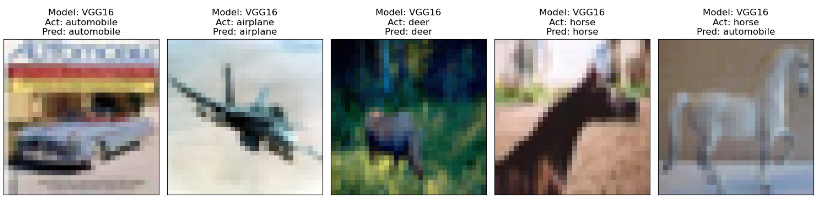 Model: VGG16
Act: automobile
Pred: automobile
Model: VGG16
Act: airplane
Pred: airplane
Model: VGG16
Act: deer
Pred: deer
Model: VGG16
Act: horse
Pred: horse
Model: VGG16
Act: horse
Pred: automobile
Automobile